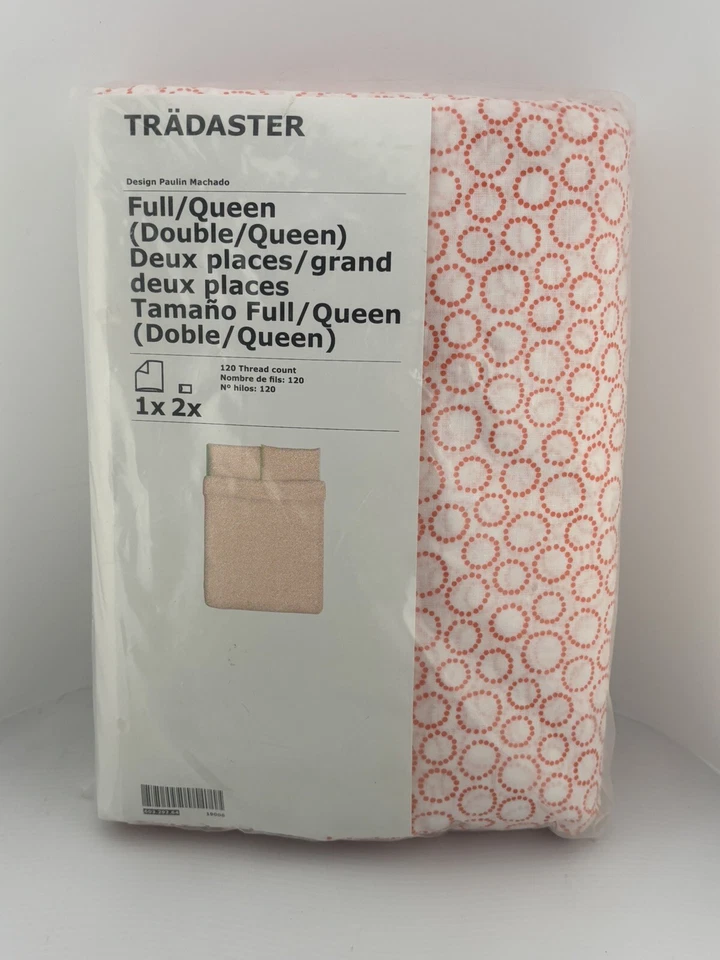 TRÄDASTER
Design Paulin Machado
Full/Queen
(Double/Queen)
Deux places/grand
deux places
Tamaño Full/Queen
(Doble/Queen)
120 Thread count
Nombre de fils: 120
Nº hilos: 120
1x 2x